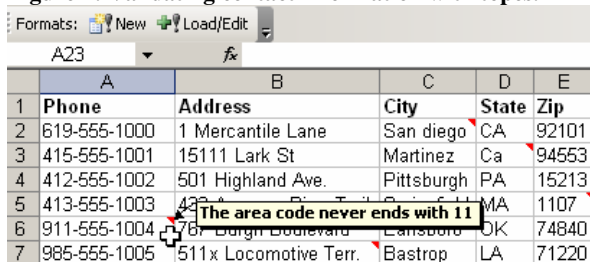 Formats: New Load/Edit
A23 fx
A B C D E
1 Phone Address City State Zip
2 619-555-1000 1 Mercantile Lane San diego CA 92101
3 415-555-1001 15111 Lark St Martinez Ca 94553
4 412-555-1002 501 Highland Ave. Pittsburgh PA 15213
5 413-555-1003 MA 1107
The area code never ends with 11
6 911-555-1004 OK 74840
7 985-555-1005 511x Locomotive Terr. Bastrop LA 71220